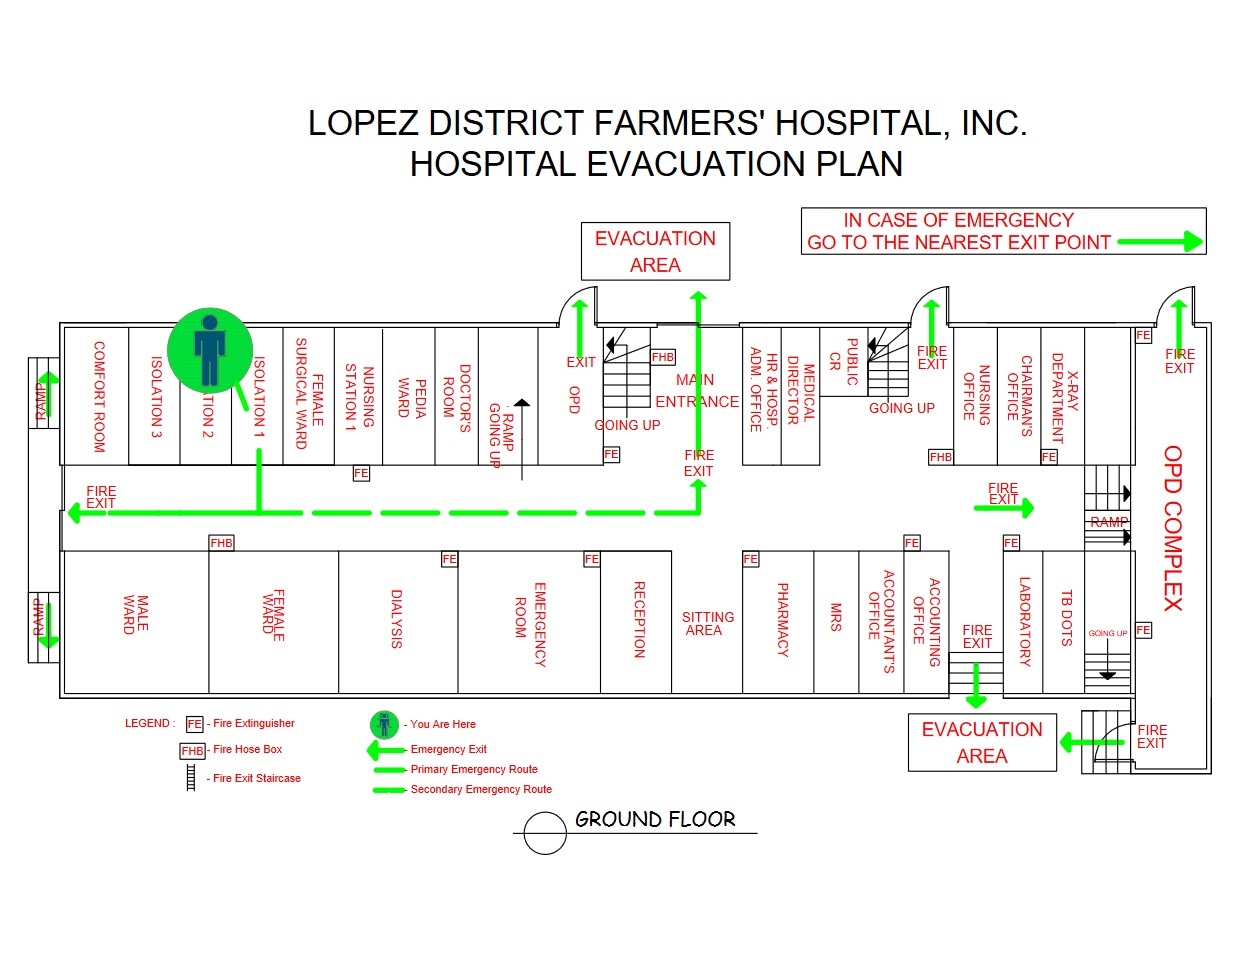 LOPEZ DISTRICT FARMERS' HOSPITAL, INC.
HOSPITAL EVACUATION PLAN
IN CASE OF EMERGENCY
GO TO THE NEAREST EXIT POINT
EVACUATION
AREA
RAMP
COMFORT ROOM
ISOLATION 3
TION 2
ISOLATION 1
FEMALE
SURGICAL WARD
NURSING
STATION 1
PEDIA
WARD
DOCTOR'S
ROOM
RAMP
GOING UP
EXIT
OPD
GOING UP
FHB
MAIN
ENTRANCE
HR & HOSP.
ADM. OFFICE
MEDICAL
DIRECTOR
PUBLIC
CR
GOING UP
FIRE
EXIT
NURSING
OFFICE
CHAIRMAN'S
OFFICE
X-RAY
DEPARTMENT
FE
FIRE
EXIT
FE
FE
FIRE
EXIT
FHB
FE
OPD COMPLEX
FIRE
EXIT
FIRE
EXIT
RAMP
FHB
FE
FE
FE
FE
FE
RAMP
MALE
WARD
FEMALE
WARD
DIALYSIS
EMERGENCY
ROOM
RECEPTION
SITTING
AREA
PHARMACY
MRS
ACCOUNTANT'S
OFFICE
ACCOUNTING
OFFICE
FIRE
EXIT
LABORATORY
TB DOTS
GOING UP
FE
EVACUATION
AREA
FIRE
EXIT
LEGEND :
FE - Fire Extinguisher
FHB - Fire Hose Box
- Fire Exit Staircase
- You Are Here
- Emergency Exit
- Primary Emergency Route
- Secondary Emergency Route
GROUND FLOOR